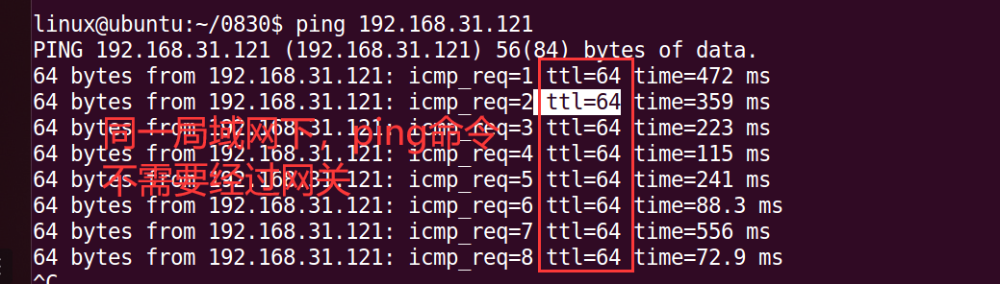 linux@ubuntu:~/0830$ ping 192.168.31.121
PING 192.168.31.121 (192.168.31.121) 56(84) bytes of data.
64 bytes from 192.168.31.121: icmp_req=1 ttl=64 time=472 ms
64 bytes from 192.168.31.121: icmp_req=2 ttl=64 time=359 ms
64 bytes from 192.168.31.121: icmp_req=3 ttl=64 time=223 ms
64 bytes from 192.168.31.121: icmp_req=4 ttl=64 time=115 ms
64 bytes from 192.168.31.121: icmp_req=5 ttl=64 time=241 ms
64 bytes from 192.168.31.121: icmp_req=6 ttl=64 time=88.3 ms
64 bytes from 192.168.31.121: icmp_req=7 ttl=64 time=556 ms
64 bytes from 192.168.31.121: icmp_req=8 ttl=64 time=72.9 ms
^C
同一局域网下，ping命令
不需要经过网关